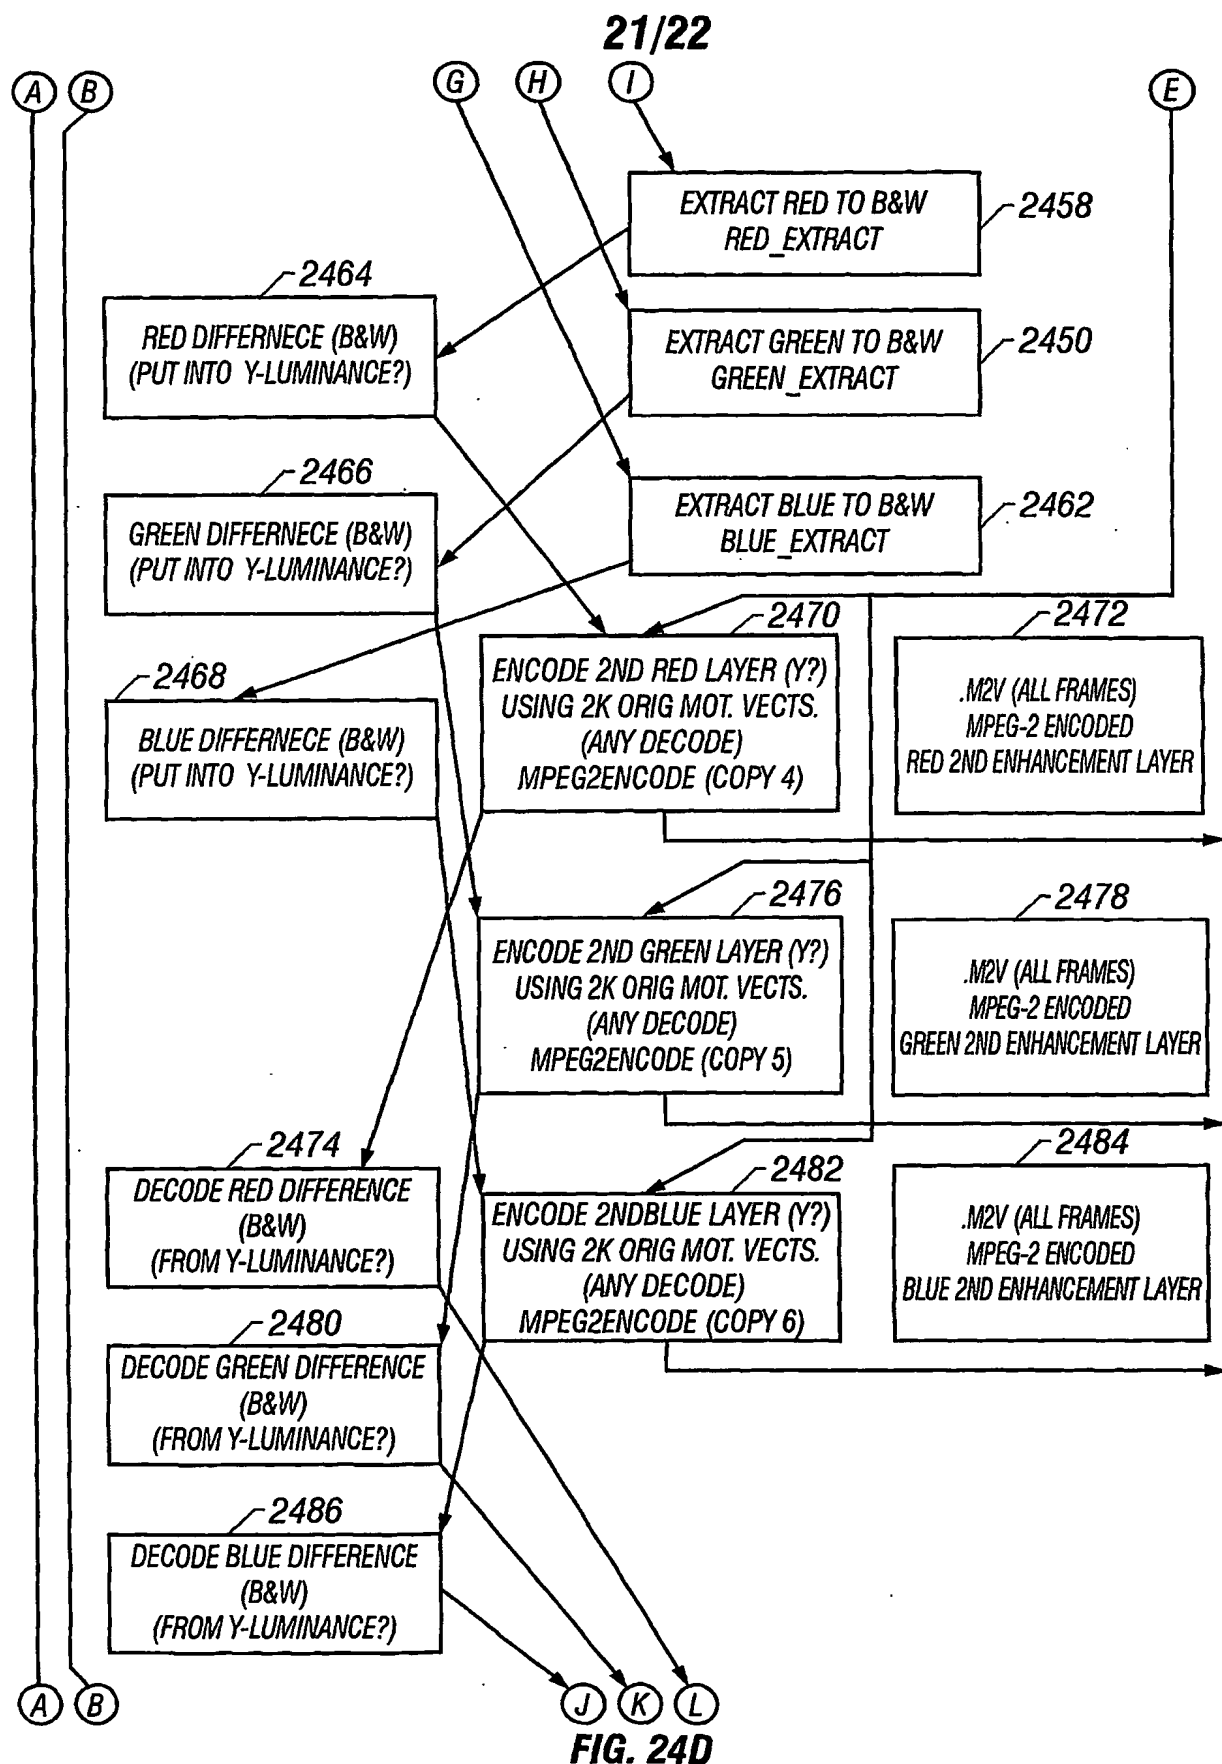 21/22
A
B
G
H
I
E
EXTRACT RED TO B&W
RED_EXTRACT
2458
2464
RED DIFFERNECE (B&W)
(PUT INTO Y-LUMINANCE?)
EXTRACT GREEN TO B&W
GREEN_EXTRACT
2450
2466
GREEN DIFFERNECE (B&W)
(PUT INTO Y-LUMINANCE?)
EXTRACT BLUE TO B&W
BLUE_EXTRACT
2462
2468
BLUE DIFFERNECE (B&W)
(PUT INTO Y-LUMINANCE?)
2470
ENCODE 2ND RED LAYER (Y?)
USING 2K ORIG MOT. VECTS.
(ANY DECODE)
MPEG2ENCODE (COPY 4)
2472
.M2V (ALL FRAMES)
MPEG-2 ENCODED
RED 2ND ENHANCEMENT LAYER
2476
ENCODE 2ND GREEN LAYER (Y?)
USING 2K ORIG MOT. VECTS.
(ANY DECODE)
MPEG2ENCODE (COPY 5)
2478
.M2V (ALL FRAMES)
MPEG-2 ENCODED
GREEN 2ND ENHANCEMENT LAYER
2474
DECODE RED DIFFERENCE
(B&W)
(FROM Y-LUMINANCE?)
2482
ENCODE 2NDBLUE LAYER (Y?)
USING 2K ORIG MOT. VECTS.
(ANY DECODE)
MPEG2ENCODE (COPY 6)
2484
.M2V (ALL FRAMES)
MPEG-2 ENCODED
BLUE 2ND ENHANCEMENT LAYER
2480
DECODE GREEN DIFFERENCE
(B&W)
(FROM Y-LUMINANCE?)
2486
DECODE BLUE DIFFERENCE
(B&W)
(FROM Y-LUMINANCE?)
A
B
J
K
L
FIG. 24D